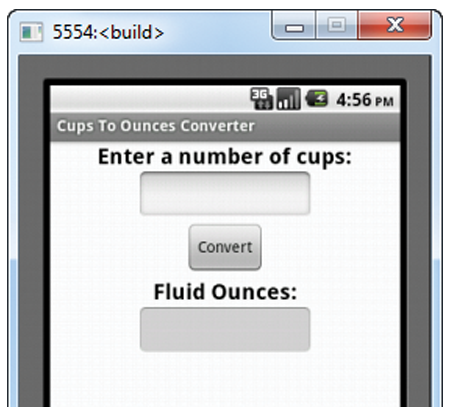 5554:<build>
3G 4:56 PM
Cups To Ounces Converter
Enter a number of cups:
Convert
Fluid Ounces: